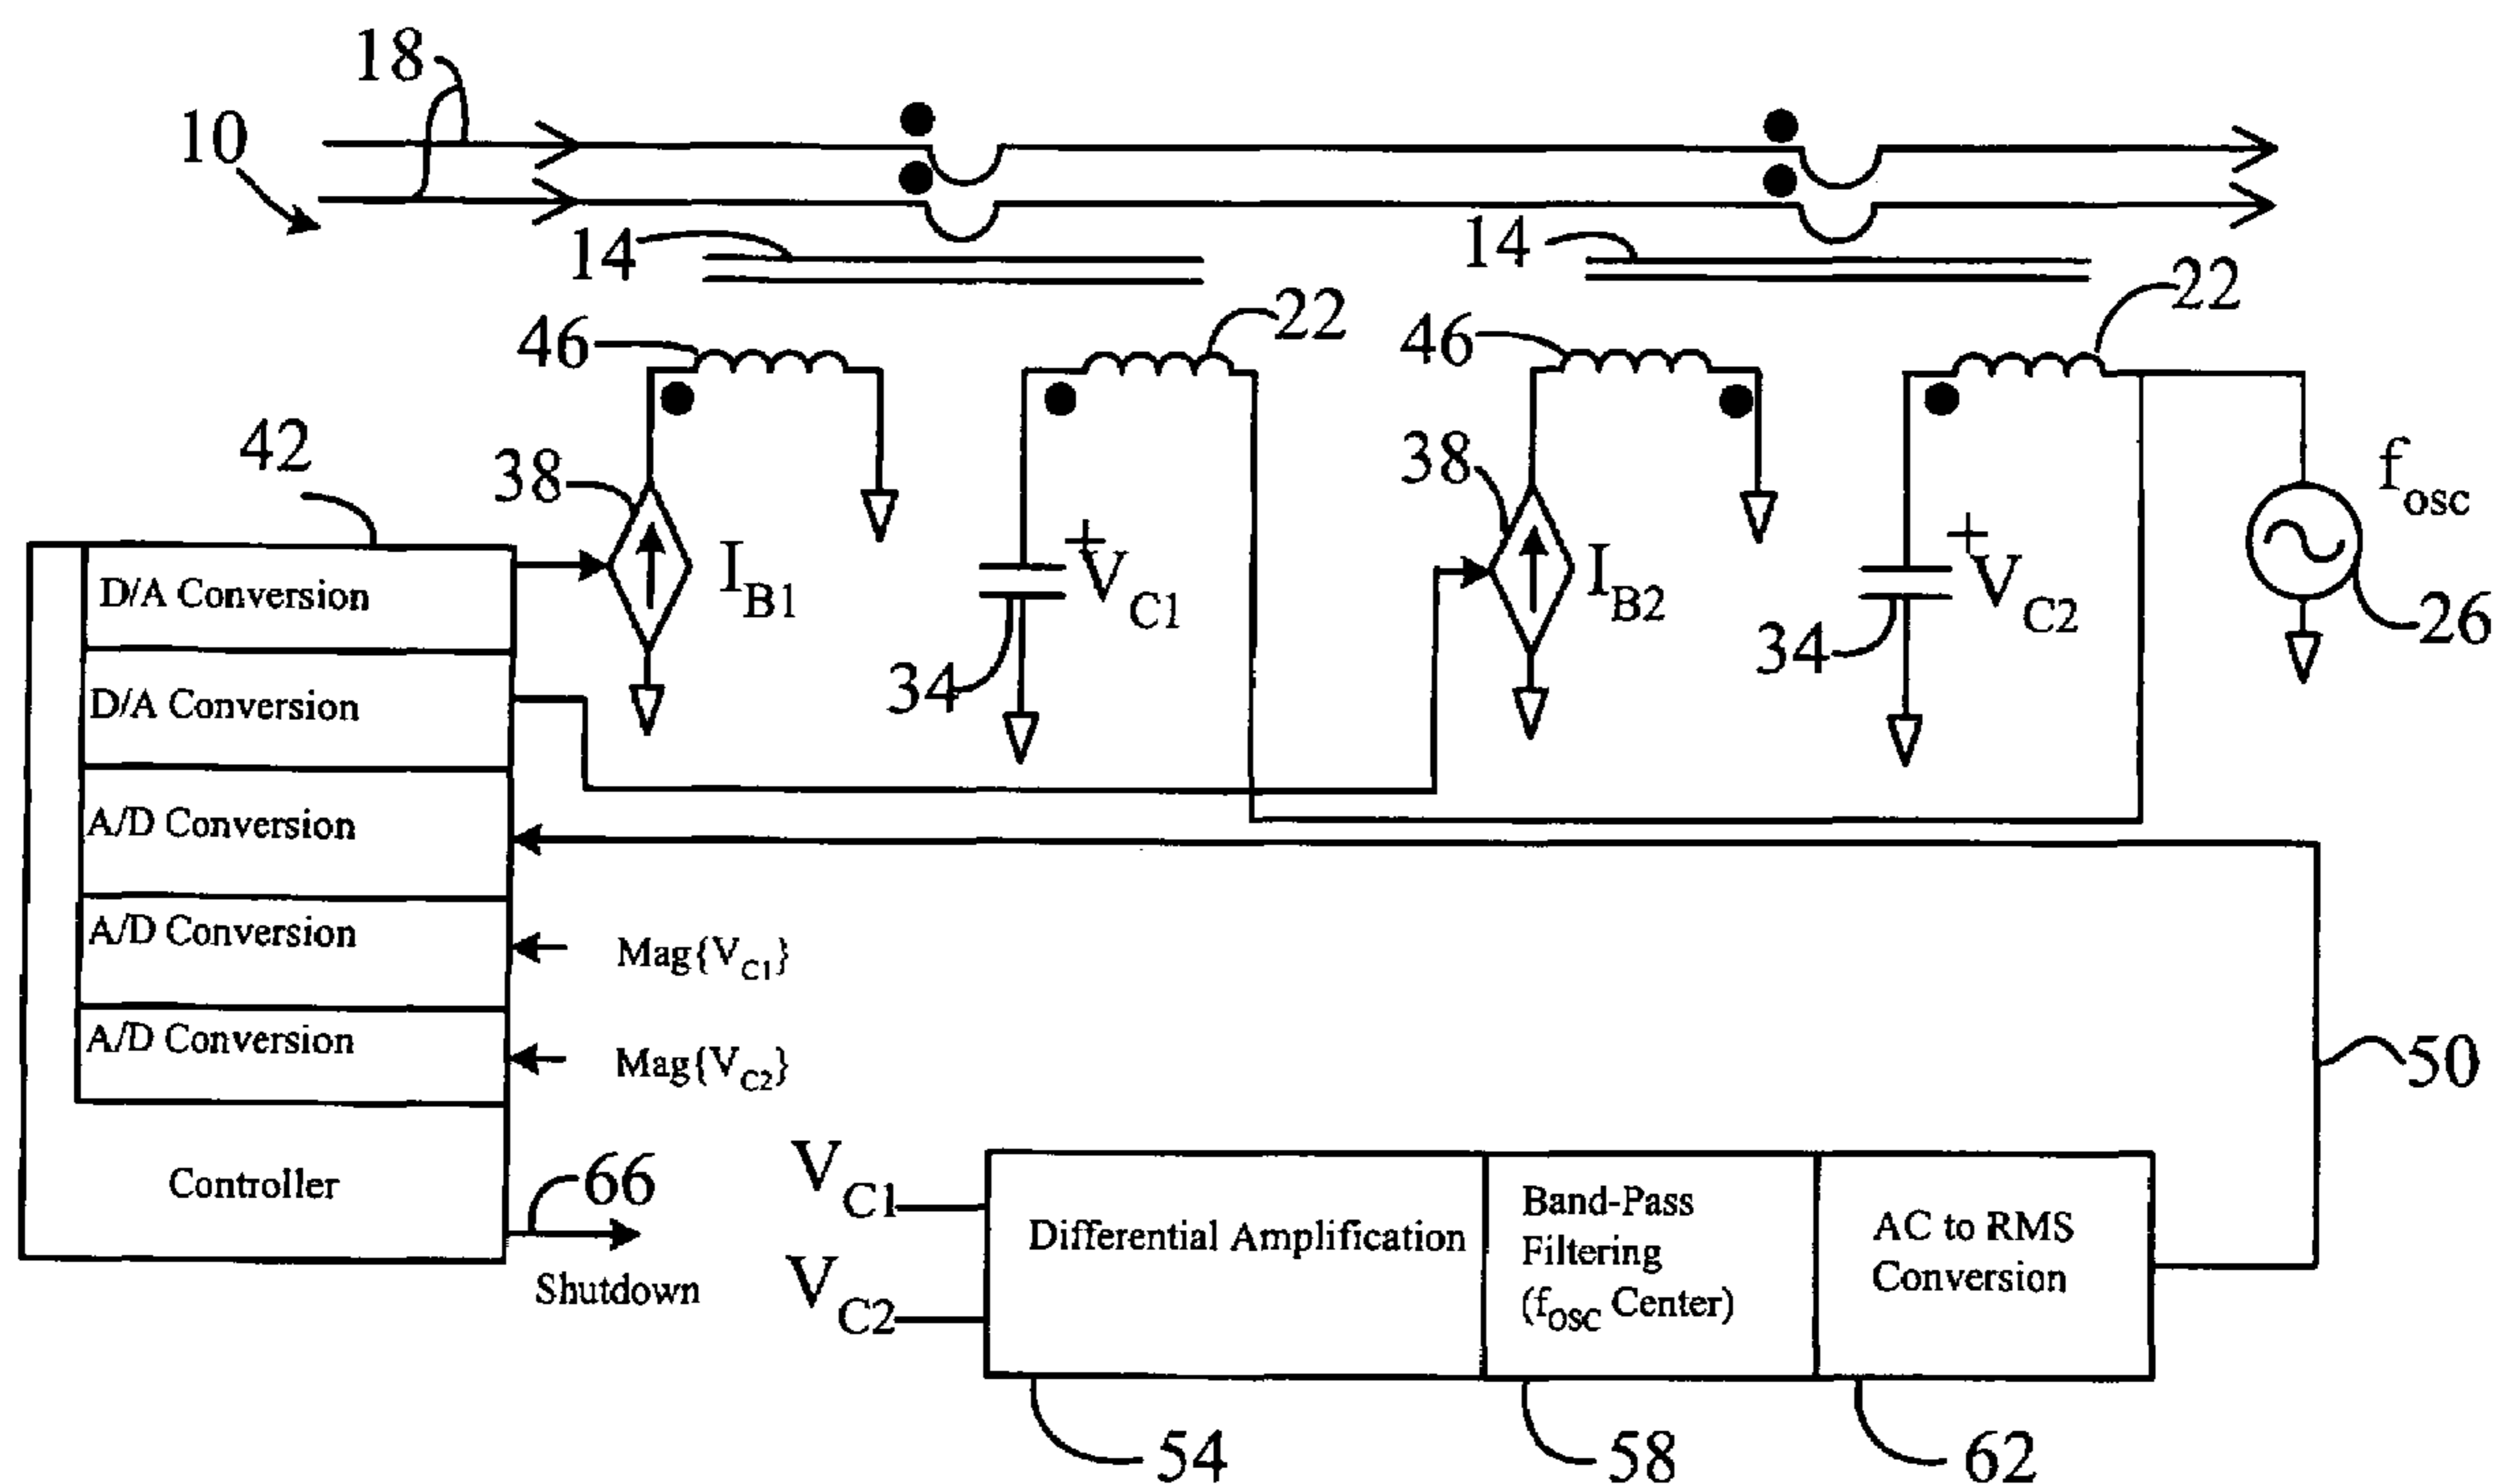 18
10
14
14
46
22
46
22
42
38
I_B1
+
V_C1
34
38
I_B2
+
V_C2
34
f_osc
26
D/A Conversion
D/A Conversion
A/D Conversion
A/D Conversion
Mag{V_C1}
A/D Conversion
Mag{V_C2}
50
Controller
66
Shutdown
V_C1
V_C2
Differential Amplification
Band-Pass
Filtering
(f_OSC Center)
AC to RMS
Conversion
54
58
62